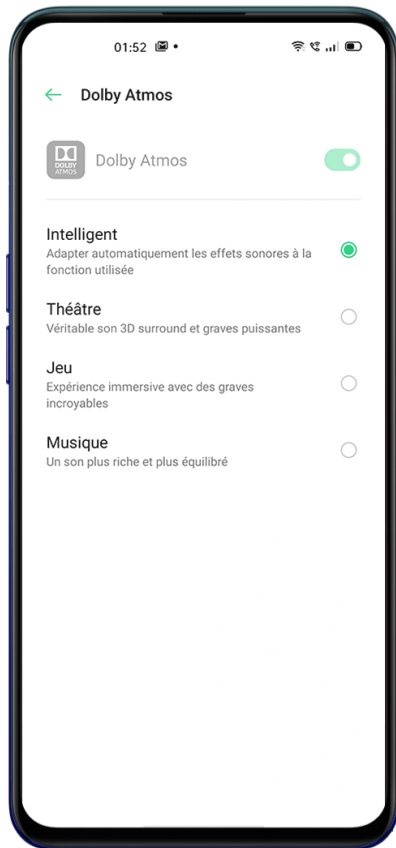 01:52
Dolby Atmos
DOLBY
ATMOS
Dolby Atmos
Intelligent
Adapter automatiquement les effets sonores à la
fonction utilisée
Théâtre
Véritable son 3D surround et graves puissantes
Jeu
Expérience immersive avec des graves
incroyables
Musique
Un son plus riche et plus équilibré